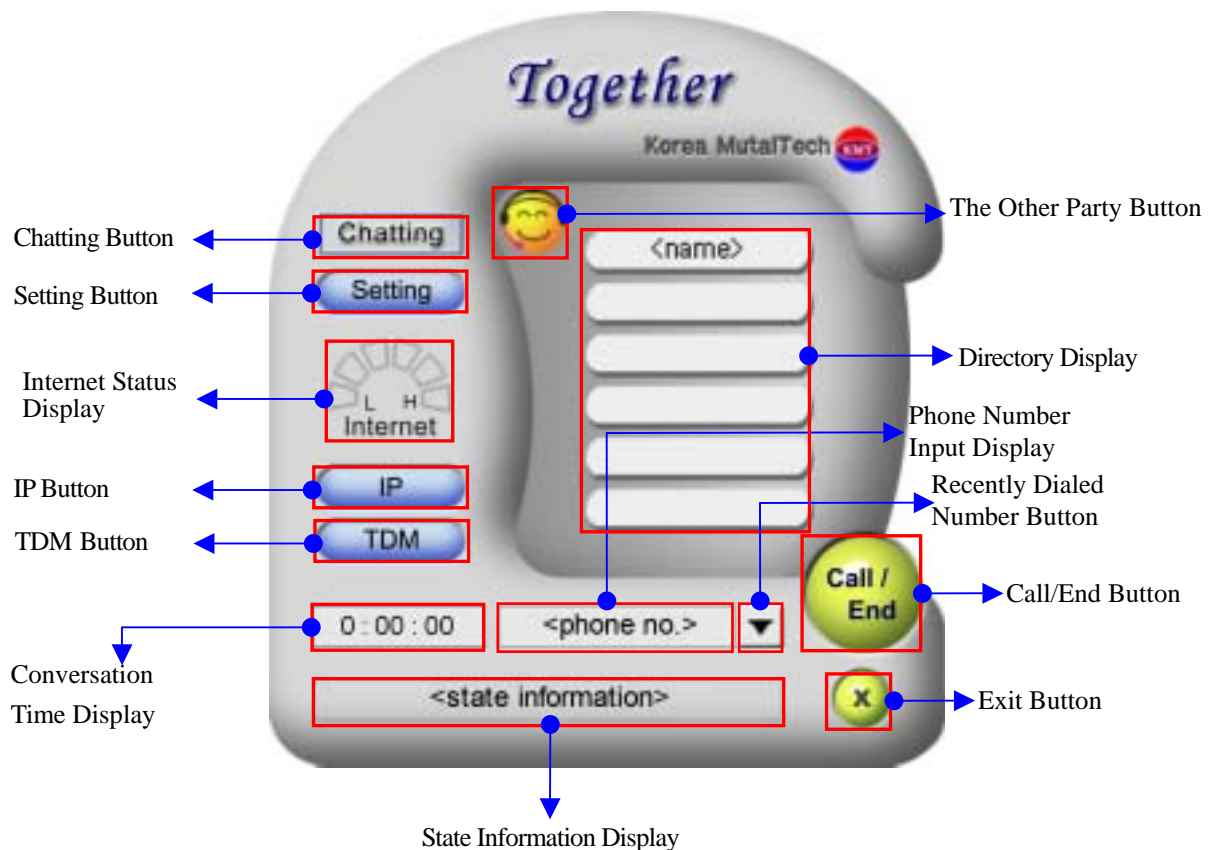 Together
Korea MutalTech KMT
The Other Party Button
Chatting Button
Chatting
<name>
Setting Button
Setting
Directory Display
Internet Status
Display
L H
Internet
Phone Number
Input Display
IP Button
IP
Recently Dialed
Number Button
TDM Button
TDM
Call /
End
Call/End Button
0 : 00 : 00
<phone no.>
Conversation
Time Display
<state information>
X
Exit Button
State Information Display